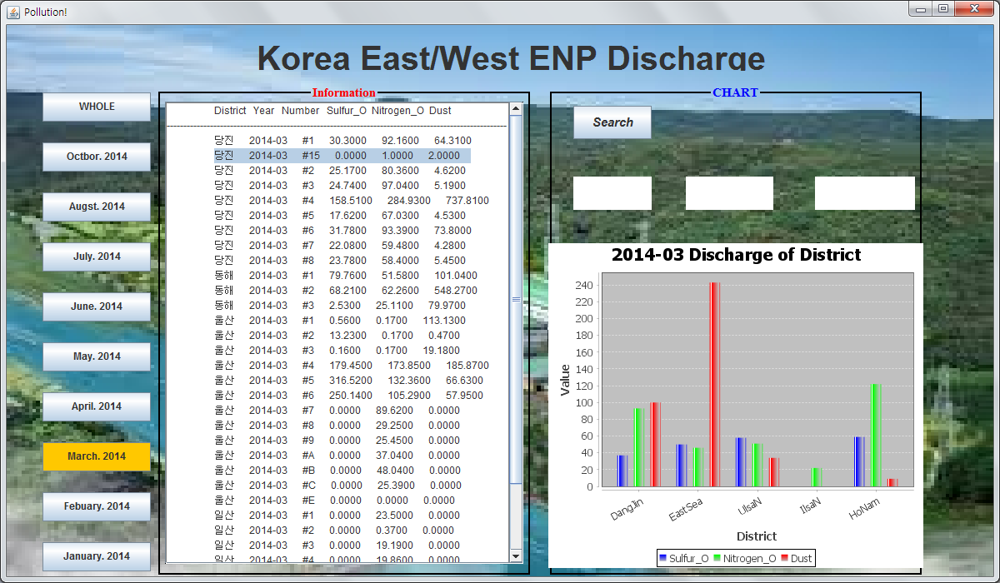 Pollution!
Korea East/West ENP Discharge
WHOLE
Octbor. 2014
Augst. 2014
July. 2014
June. 2014
May. 2014
April. 2014
March. 2014
Febuary. 2014
January. 2014
Information
District Year Number Sulfur_O Nitrogen_O Dust
당진 2014-03 #1 30.3000 92.1600 64.3100
당진 2014-03 #15 0.0000 1.0000 2.0000
당진 2014-03 #2 25.1700 80.3600 4.6200
당진 2014-03 #3 24.7400 97.0400 5.1900
당진 2014-03 #4 158.5100 284.9300 737.8100
당진 2014-03 #5 17.6200 67.0300 4.5300
당진 2014-03 #6 31.7800 93.3900 73.8000
당진 2014-03 #7 22.0800 59.4800 4.2800
당진 2014-03 #8 23.7800 58.4000 5.4500
동해 2014-03 #1 79.7600 51.5800 101.0400
동해 2014-03 #2 68.2100 62.2600 548.2700
동해 2014-03 #3 2.5300 25.1100 79.9700
울산 2014-03 #1 0.5600 0.1700 113.1300
울산 2014-03 #2 13.2300 0.1700 0.4700
울산 2014-03 #3 0.1600 0.1700 19.1800
울산 2014-03 #4 179.4500 173.8500 185.8700
울산 2014-03 #5 316.5200 132.3600 66.6300
울산 2014-03 #6 250.1400 105.2900 57.9500
울산 2014-03 #7 0.0000 89.6200 0.0000
울산 2014-03 #8 0.0000 29.2500 0.0000
울산 2014-03 #9 0.0000 25.4500 0.0000
울산 2014-03 #A 0.0000 37.0400 0.0000
울산 2014-03 #B 0.0000 48.0400 0.0000
울산 2014-03 #C 0.0000 25.3900 0.0000
울산 2014-03 #E 0.0000 0.0000 0.0000
일산 2014-03 #1 0.0000 23.5000 0.0000
일산 2014-03 #2 0.0000 0.3700 0.0000
일산 2014-03 #3 0.0000 19.1900 0.0000
일산 2014-03 #4 0.0000 19.8600 0.0000
CHART
Search
2014-03 Discharge of District
Value
240
220
200
180
160
140
120
100
80
60
40
20
0
DangJin
EastSea
UlsaN
IlsaN
HoNam
District
Sulfur_O Nitrogen_O Dust